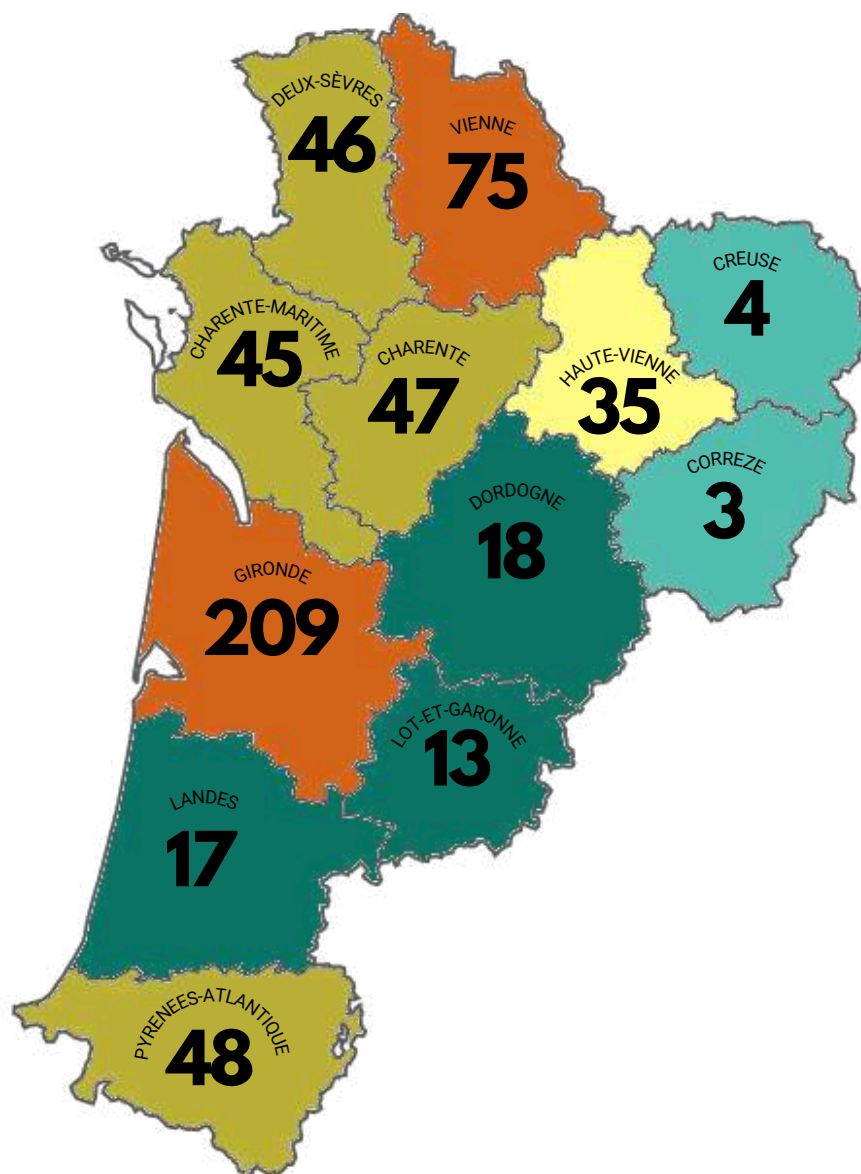 DEUX-SÈVRES
46
VIENNE
75
CREUSE
4
CHARENTE-MARITIME
45
CHARENTE
47
HAUTE-VIENNE
35
CORREZE
3
DORDOGNE
18
GIRONDE
209
LOT-ET-GARONNE
13
LANDES
17
PYRENEES-ATLANTIQUE
48